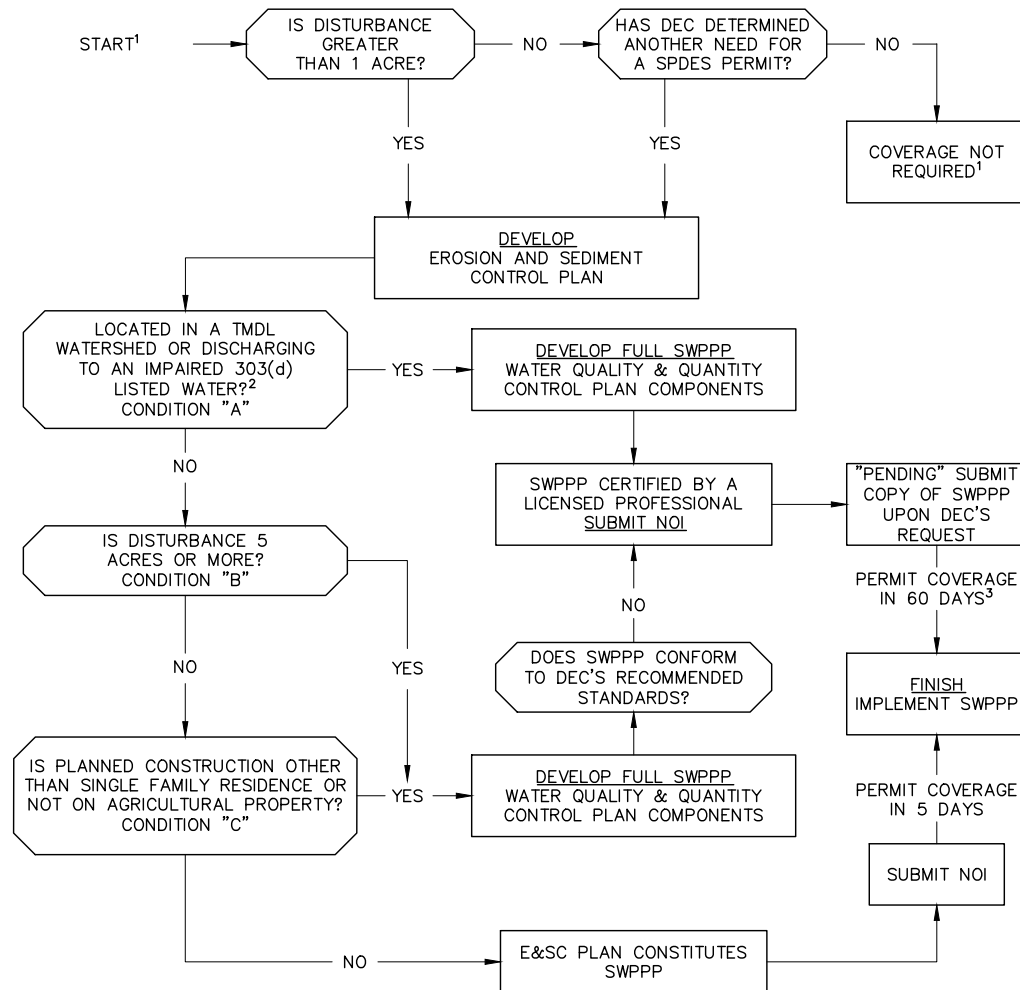 START¹
IS DISTURBANCE
GREATER
THAN 1 ACRE?
NO
HAS DEC DETERMINED
ANOTHER NEED FOR
A SPDES PERMIT?
NO
YES
YES
COVERAGE NOT
REQUIRED¹
DEVELOP
EROSION AND SEDIMENT
CONTROL PLAN
LOCATED IN A TMDL
WATERSHED OR DISCHARGING
TO AN IMPAIRED 303(d)
LISTED WATER?²
CONDITION "A"
YES
DEVELOP FULL SWPPP
WATER QUALITY & QUANTITY
CONTROL PLAN COMPONENTS
NO
SWPPP CERTIFIED BY A
LICENSED PROFESSIONAL
SUBMIT NOI
"PENDING" SUBMIT
COPY OF SWPPP
UPON DEC'S
REQUEST
IS DISTURBANCE 5
ACRES OR MORE?
CONDITION "B"
PERMIT COVERAGE
IN 60 DAYS³
NO
NO
YES
DOES SWPPP CONFORM
TO DEC'S RECOMMENDED
STANDARDS?
FINISH
IMPLEMENT SWPPP
IS PLANNED CONSTRUCTION OTHER
THAN SINGLE FAMILY RESIDENCE OR
NOT ON AGRICULTURAL PROPERTY?
CONDITION "C"
YES
DEVELOP FULL SWPPP
WATER QUALITY & QUANTITY
CONTROL PLAN COMPONENTS
PERMIT COVERAGE
IN 5 DAYS
SUBMIT NOI
NO
E&SC PLAN CONSTITUTES
SWPPP